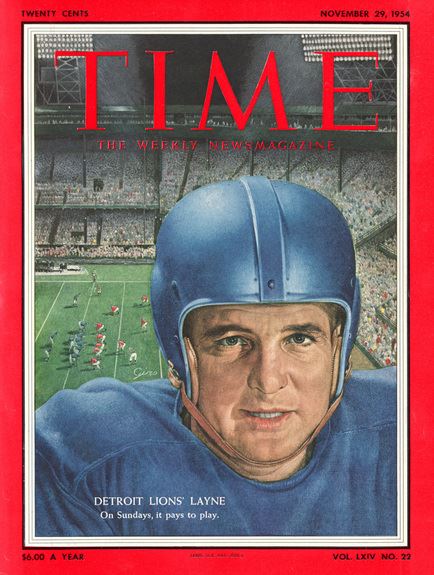 TWENTY CENTS
NOVEMBER 29, 1954
TIME
THE WEEKLY NEWSMAGAZINE
DETROIT LIONS' LAYNE
On Sundays, it pays to play.
$6.00 A YEAR
VOL. LXIV NO. 22